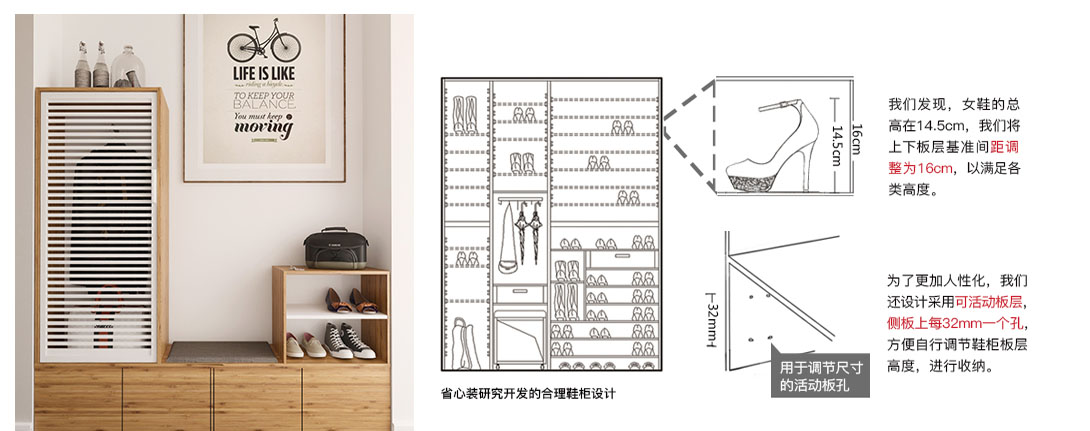 LIFE IS LIKE
riding a bicycle
TO KEEP YOUR
BALANCE
You must keep
moving
16cm
14.5cm
我们发现，女鞋的总
高在14.5cm，我们将
上下板层基准间距调
整为16cm，以满足各
类高度。
32mm
用于调节尺寸
的活动板孔
为了更加人性化，我们
还设计采用可活动板层，
侧板上每32mm一个孔，
方便自行调节鞋柜板层
高度，进行收纳。
省心装研究开发的合理鞋柜设计